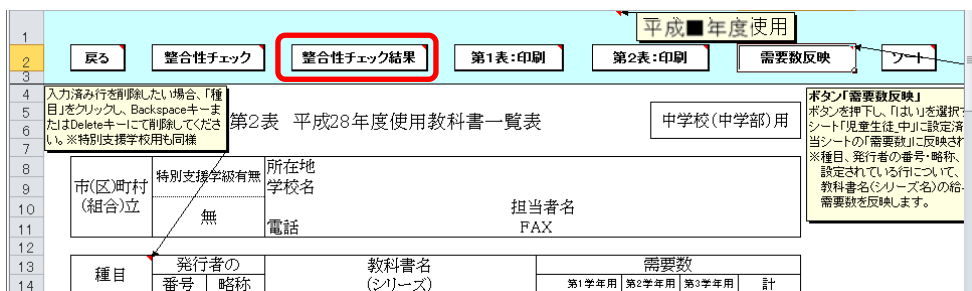 1
平成■年度使用
2
戻る 整合性チェック 整合性チェック結果 第1表:印刷 第2表:印刷 需要数反映 ソート
3
4
入力済み行を削除したい場合、「種
目」をクリックし、Backspaceキーま
たはDeleteキーにて削除してくださ
い。※特別支援学校用も同様
ボタン「需要数反映」
ボタンを押下し、「はい」を選択
シート「児童生徒_中」に設定済
当シートの「需要数」に反映され
※種目、発行者の番号・略称、
設定されている行について、
教科書名(シリーズ名)の給
需要数を反映します。
5
6
第2表 平成28年度使用教科書一覧表
中学校(中学部)用
7
8
市(区)町村
(組合)立
特別支援学級有無
無
所在地
9
学校名
10
担当者名
11
電話 FAX
12
13
種目 発行者の 教科書名 需要数
14
番号 略称 (シリーズ) 第1学年用 第2学年用 第3学年用 計